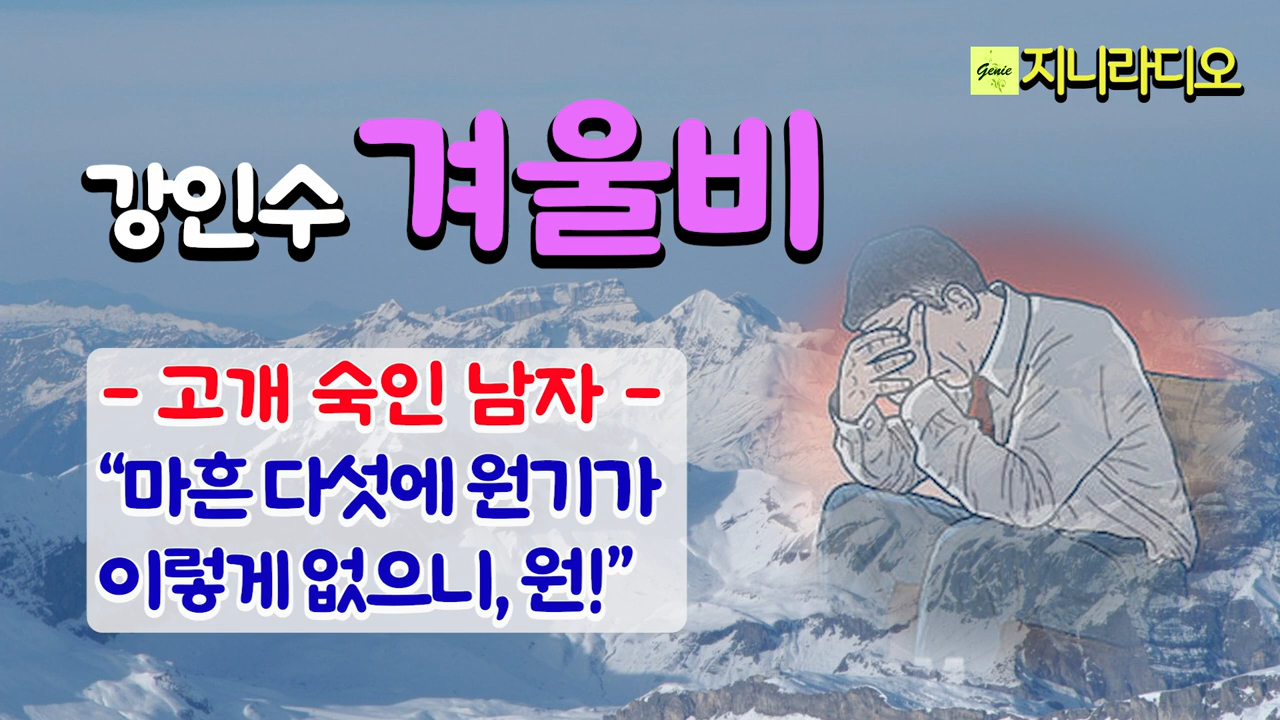 Genie 지니라디오
강인수 겨울비
- 고개 숙인 남자 -
“마흔 다섯에 원기가
이렇게 없으니, 원!”